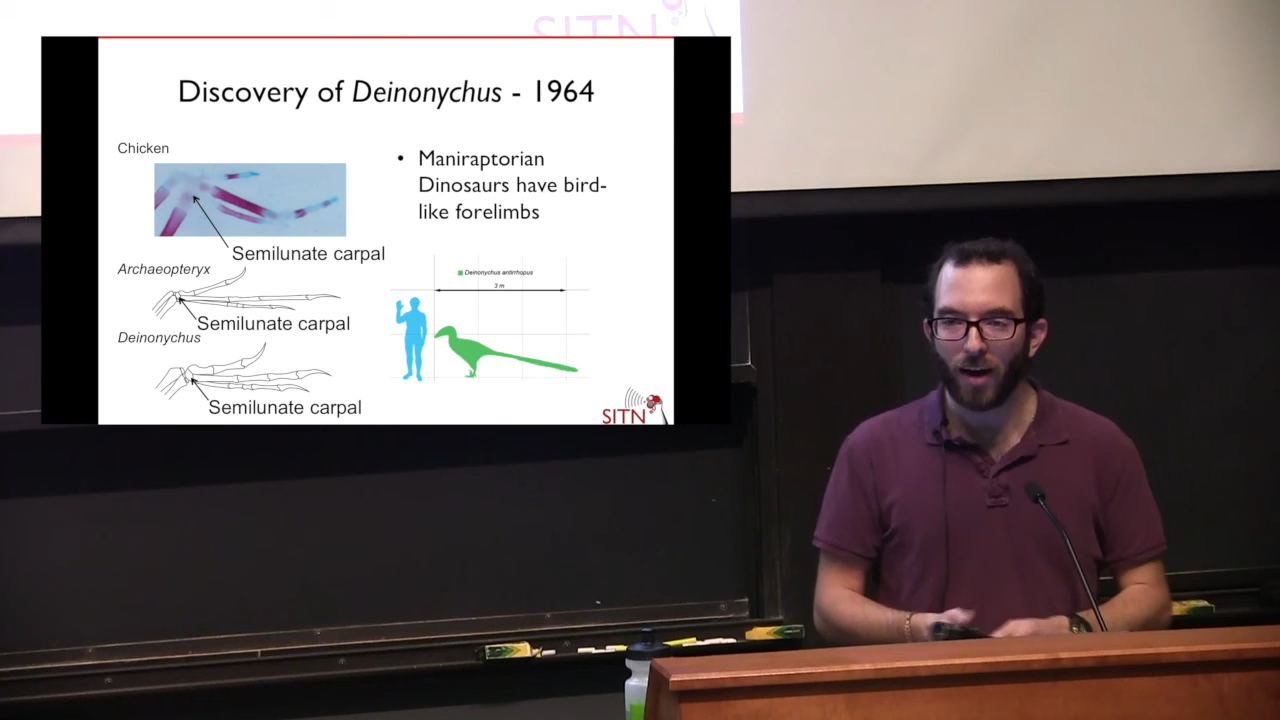 SITN
Discovery of Deinonychus - 1964
Chicken
Semilunate carpal
Archaeopteryx
Semilunate carpal
Deinonychus
Semilunate carpal
• Maniraptorian
Dinosaurs have bird-
like forelimbs
Deinonychus antirrhopus
3 m
SITN